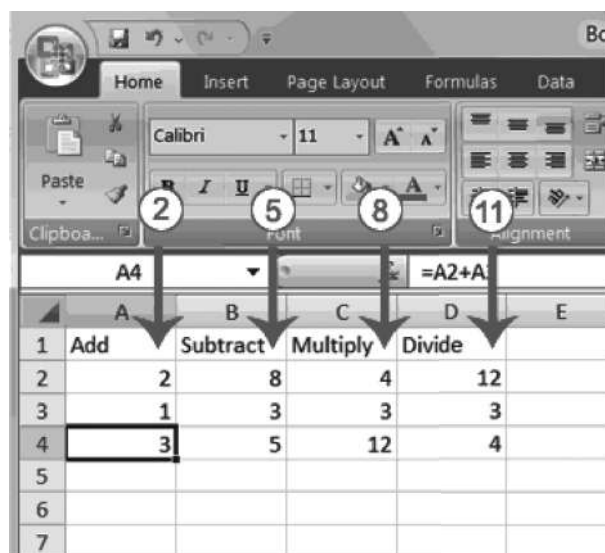 Bo
Home Insert Page Layout Formulas Data
Calibri 11 A A
Paste B I U A
2 5 8 11
Clipboa... Font Alignment
A4 =A2+A3
A B C D E
1 Add Subtract Multiply Divide
2 2 8 4 12
3 1 3 3 3
4 3 5 12 4
5
6
7